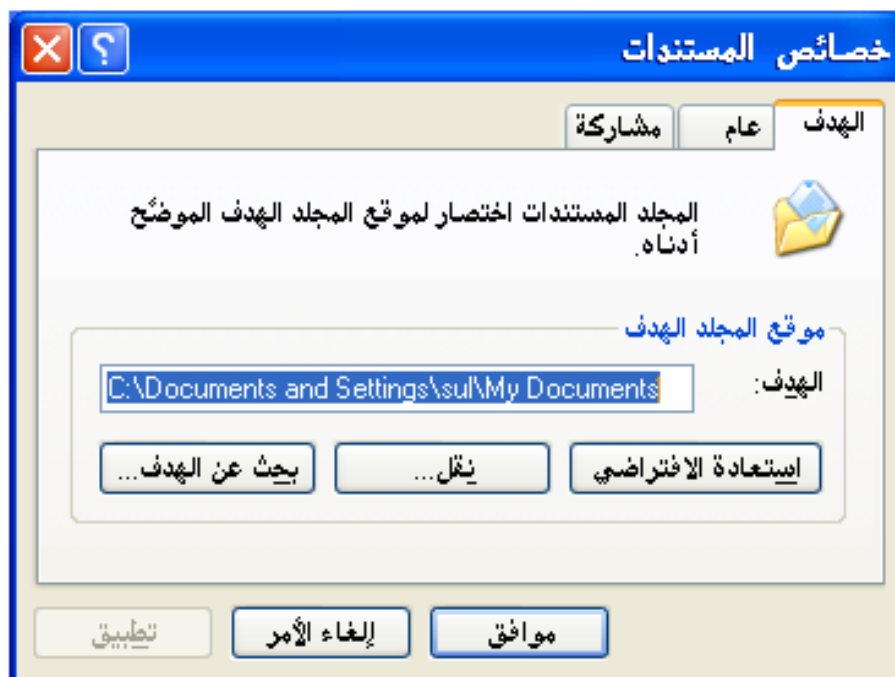 خصائص المستندات
الهدف
عام
مشاركة
المجلد المستندات اختصار لموقع المجلد الهدف الموضَّح
أدناه.
موقع المجلد الهدف
الهدف:
C:\Documents and Settings\sul\My Documents
استعادة الافتراضي
نقل...
بحث عن الهدف...
موافق
إلغاء الأمر
تطبيق